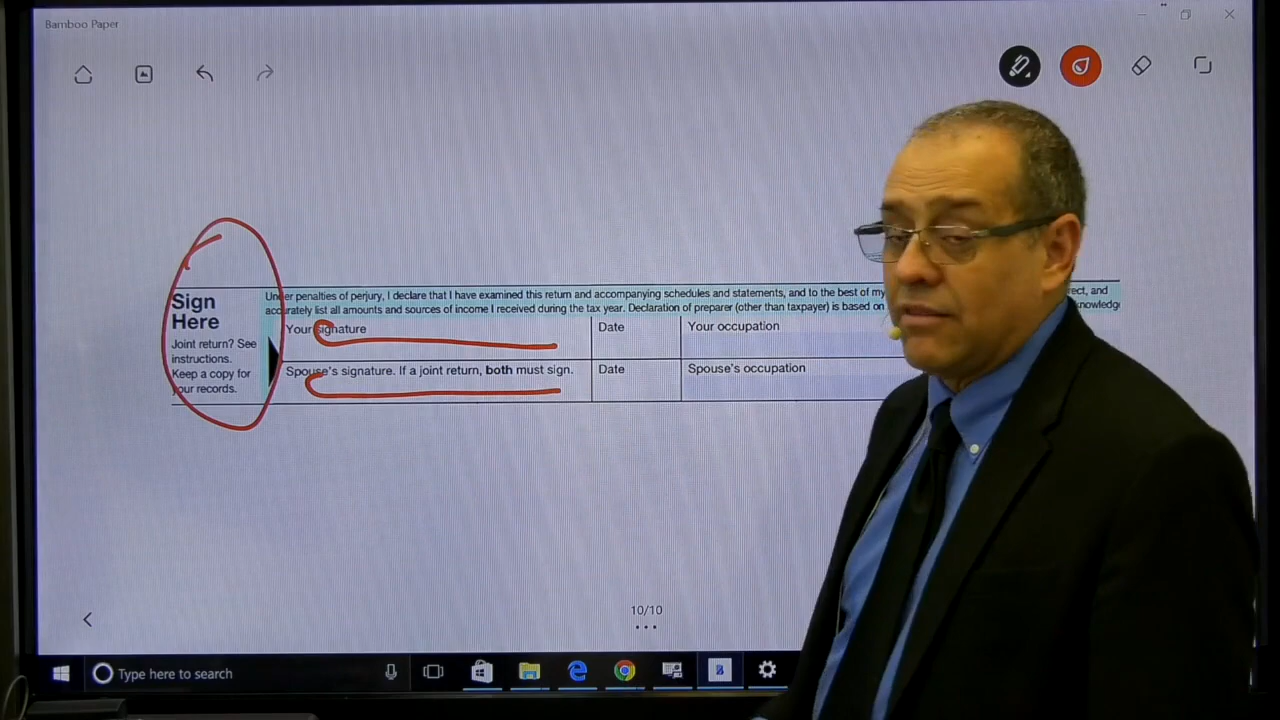 Bamboo Paper
Sign
Here
Joint return? See
instructions.
Keep a copy for
your records.
Under penalties of perjury, I declare that I have examined this return and accompanying schedules and statements, and to the best of my
accurately list all amounts and sources of income I received during the tax year. Declaration of preparer (other than taxpayer) is based on
and
Your signature
Date
Your occupation
Spouse's signature. If a joint return, both must sign.
Date
Spouse's occupation
10/10
Type here to search